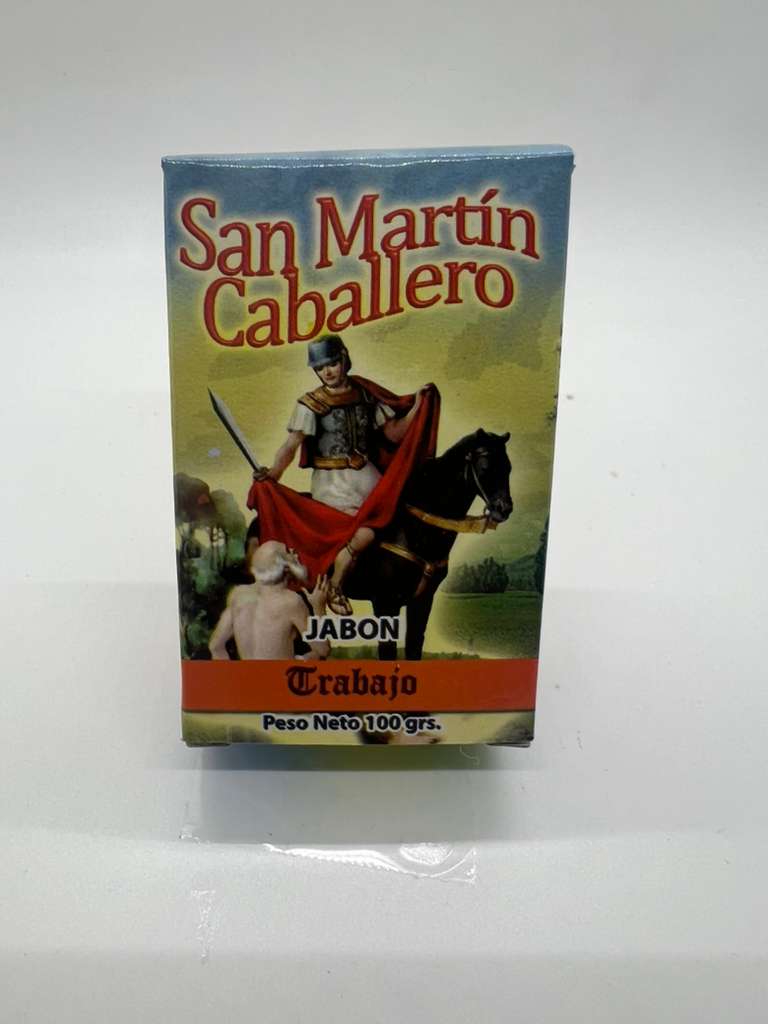 San Martín
Caballero
JABON
Trabajo
Peso Neto 100 grs.